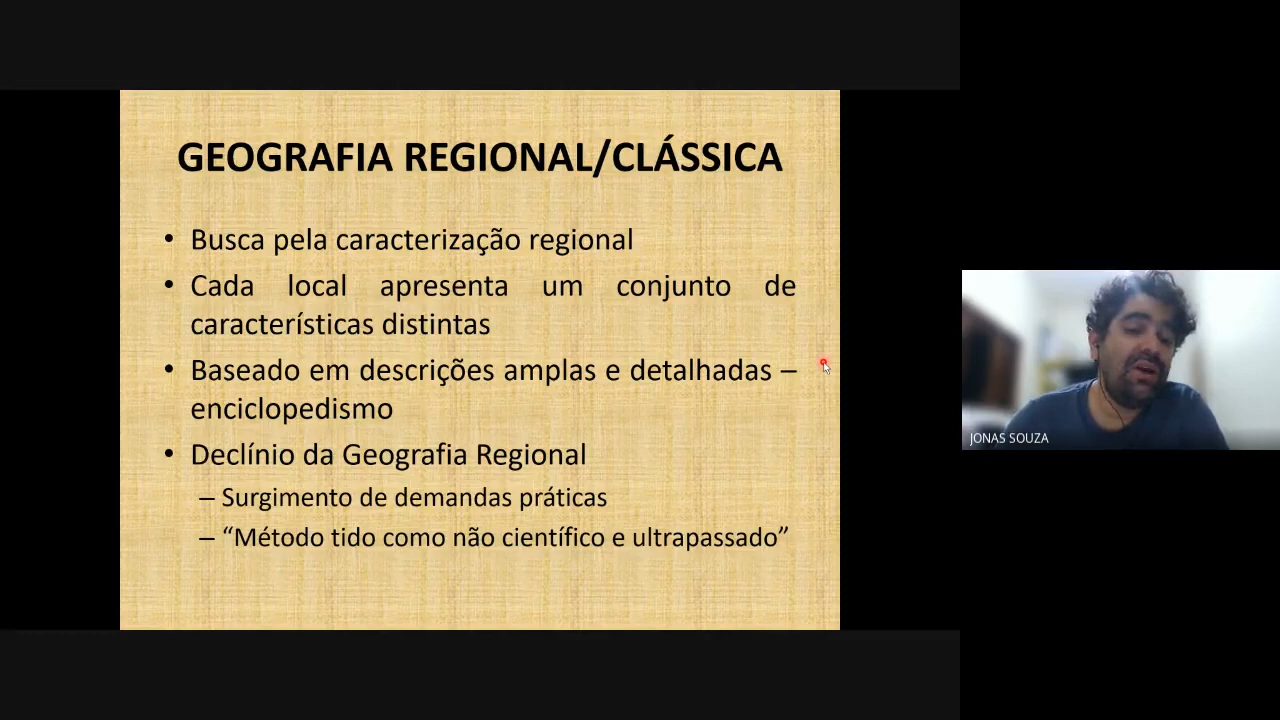 GEOGRAFIA REGIONAL/CLÁSSICA
• Busca pela caracterização regional
• Cada local apresenta um conjunto de
características distintas
• Baseado em descrições amplas e detalhadas –
enciclopedismo
• Declínio da Geografia Regional
– Surgimento de demandas práticas
– “Método tido como não científico e ultrapassado”
JONAS SOUZA